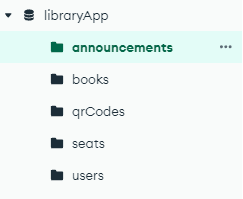 libraryApp
announcements
books
qrCodes
seats
users